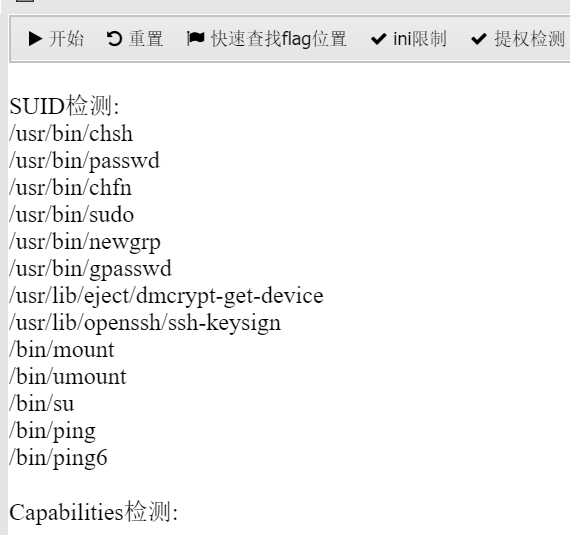 开始 重置 快速查找flag位置 ini限制 提权检测
SUID检测:
/usr/bin/chsh
/usr/bin/passwd
/usr/bin/chfn
/usr/bin/sudo
/usr/bin/newgrp
/usr/bin/gpasswd
/usr/lib/eject/dmcrypt-get-device
/usr/lib/openssh/ssh-keysign
/bin/mount
/bin/umount
/bin/su
/bin/ping
/bin/ping6
Capabilities检测: